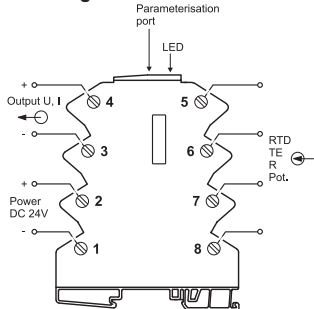 Parameterisation
port
LED
+ 4 5
Output U, I
- 3 6
RTD
TE
R
Pot.
+ 2 7
Power
DC 24V
- 1 8